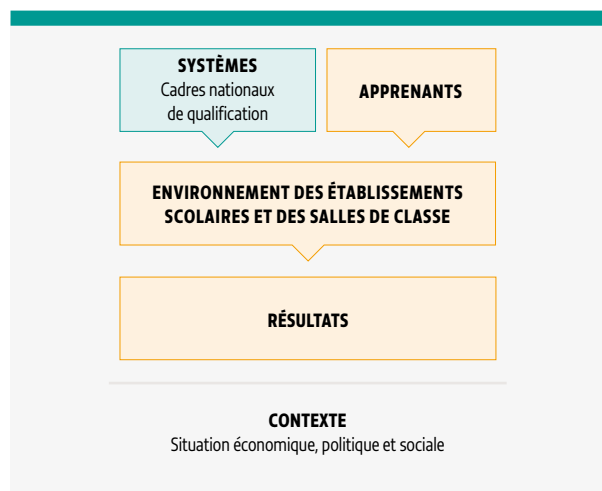 SYSTÈMES
Cadres nationaux
de qualification
APPRENANTS
ENVIRONNEMENT DES ÉTABLISSEMENTS
SCOLAIRES ET DES SALLES DE CLASSE
RÉSULTATS
CONTEXTE
Situation économique, politique et sociale